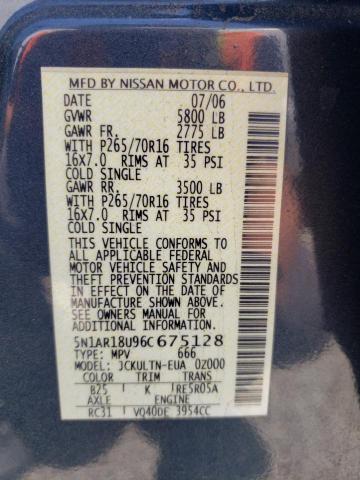 MFD BY NISSAN MOTOR CO., LTD.
DATE 07/06
GVWR 5800 LB
GAWR FR. 2775 LB
WITH P265/70R16 TIRES
16X7.0 RIMS AT 35 PSI
COLD SINGLE
GAWR RR. 3500 LB
WITH P265/70R16 TIRES
16X7.0 RIMS AT 35 PSI
COLD SINGLE
THIS VEHICLE CONFORMS TO
ALL APPLICABLE FEDERAL
MOTOR VEHICLE SAFETY AND
THEFT PREVENTION STANDARDS
IN EFFECT ON THE DATE OF
MANUFACTURE SHOWN ABOVE.
SEE OWNERS MANUAL FOR
ADDITIONAL INFORMATION.
5N1AR18U96C675128
TYPE: MPV 666
MODEL: JCKULTN-EUA 02000
COLOR TRIM TRANS
B25 K RE5R05A
AXLE ENGINE
RC31 VQ40DE 3954CC